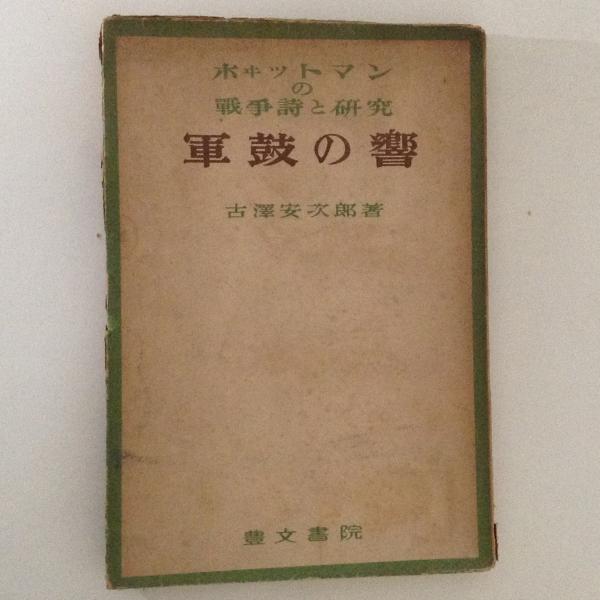 ホヰットマン
の
戰爭詩と研究
軍鼓の響
古澤安次郎著
豐文書院